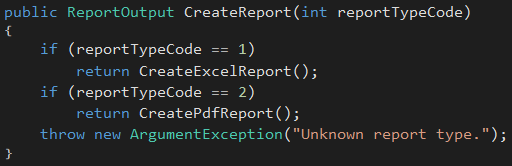 public ReportOutput CreateReport(int reportTypeCode)
{
    if (reportTypeCode == 1)
        return CreateExcelReport();
    if (reportTypeCode == 2)
        return CreatePdfReport();
    throw new ArgumentException("Unknown report type.");
}